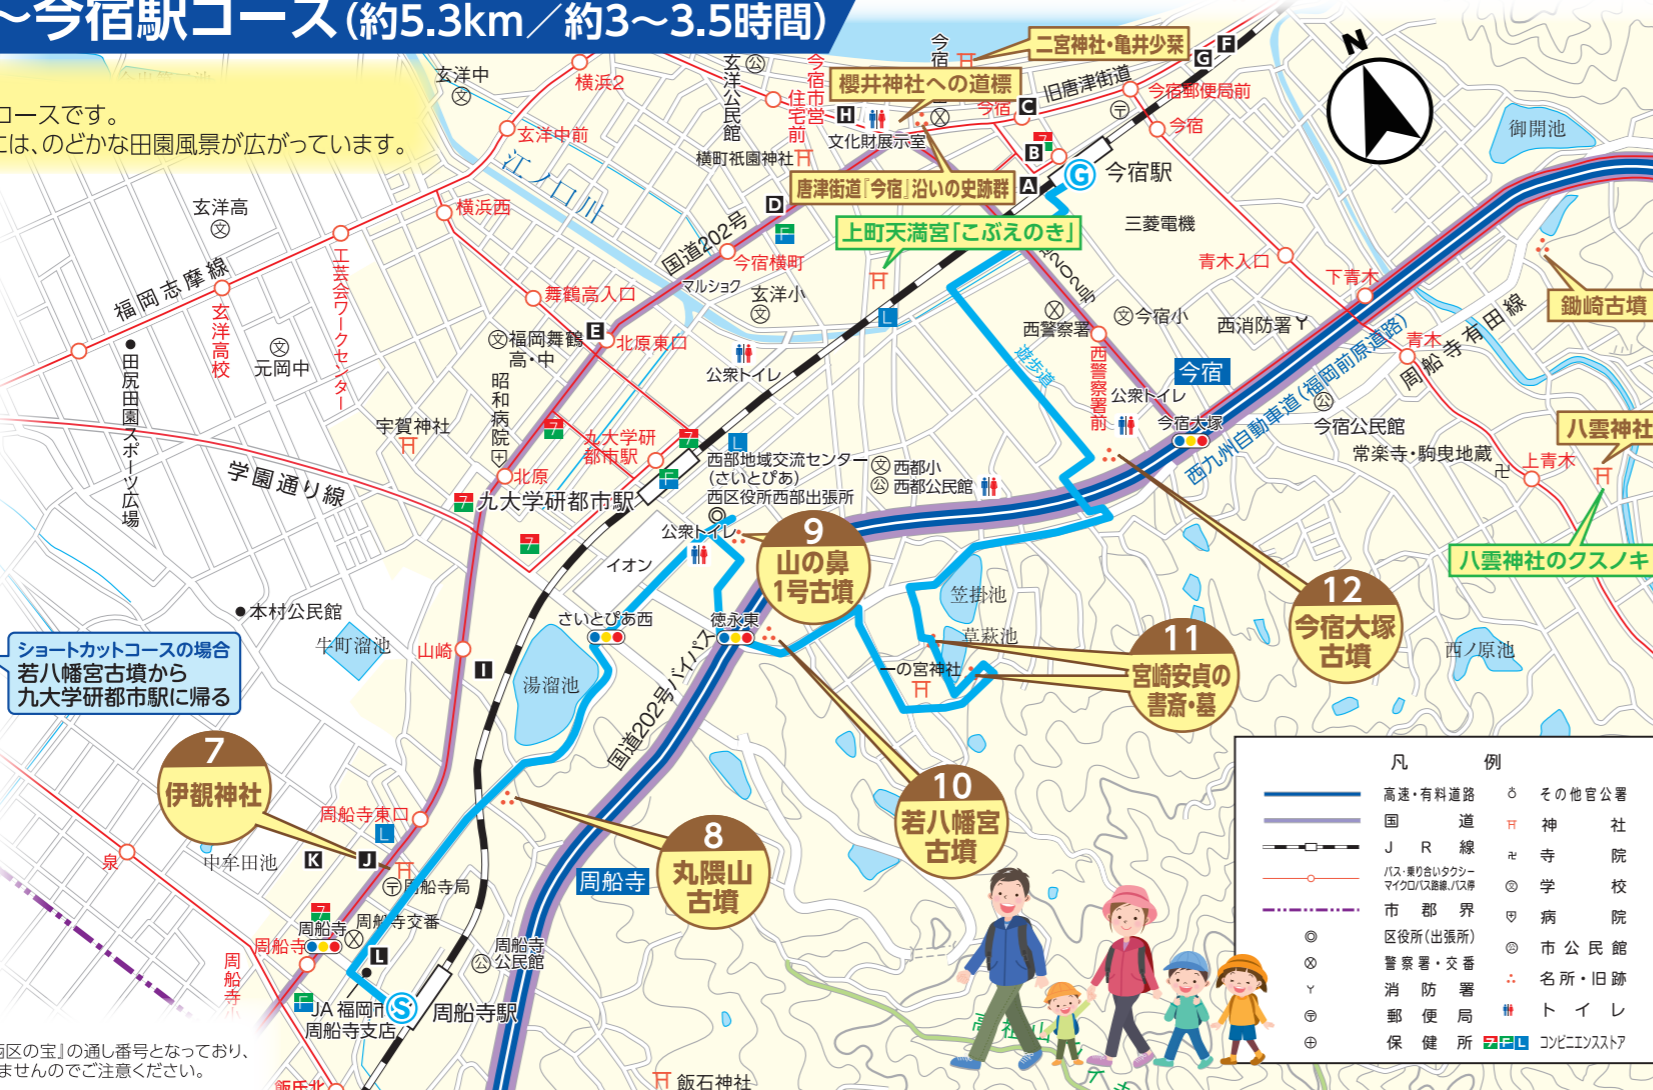 ～今宿駅コース(約5.3km／約3～3.5時間)
コースです。
には、のどかな田園風景が広がっています。
玄洋中
横浜2
玄洋公民館
今宿市営住宅前
二宮神社・亀井少琹
櫻井神社への道標
旧唐津街道
今宿
今宿郵便局前
今宿
G
F
C
H
B
A
D
E
文化財展示室
横町祇園神社
唐津街道『今宿』沿いの史跡群
今宿駅
G
N
御開池
玄洋中前
江ノ口川
横浜西
玄洋高
国道202号
今宿横町
マルショク
玄洋小
上町天満宮「こぶえのき」
三菱電機
青木入口
下青木
鋤崎古墳
福岡志摩線
玄洋高校
工芸会ワークセンター
舞鶴高入口
福岡舞鶴
高・中
北原東口
公衆トイレ
遊歩道
西警察署
西警察署前
今宿小
西消防署
青木
周船寺有田線
西九州自動車道(福岡前原道路)
今宿
公衆トイレ
今宿大塚
今宿公民館
常楽寺・駒曳地蔵
上青木
八雲神社
八雲神社のクスノキ
田尻田園スポーツ広場
元岡中
宇賀神社
昭和病院
北原
学園通り線
九大学研
都市駅
九大学研都市駅
西部地域交流センター
(さいとぴあ)
西区役所西部出張所
西都小
西都公民館
公衆トイレ
イオン
さいとぴあ西
徳永東
9
山の鼻
1号古墳
笠掛池
草萩池
一の宮神社
11
宮崎安貞の
書斎・墓
12
今宿大塚
古墳
西ノ原池
本村公民館
牛町溜池
山崎
I
湯溜池
国道202号バイパス
ショートカットコースの場合
若八幡宮古墳から
九大学研都市駅に帰る
7
伊覩神社
周船寺東口
泉
中牟田池
K
J
周船寺局
8
丸隈山
古墳
10
若八幡宮
古墳
周船寺
周船寺
周船寺交番
周船寺
L
周船寺
公民館
JA福岡市
周船寺支店
S
周船寺駅
飯石神社
西区の宝』の通し番号となっており、
ませんのでご注意ください。
凡例
高速・有料道路
国道
JR線
バス・乗り合いタクシー
マイクロバス路線、バス停
市郡界
区役所(出張所)
警察署・交番
消防署
郵便局
保健所
その他官公署
神社
寺院
学校
病院
市公民館
名所・旧跡
トイレ
コンビニエンスストア